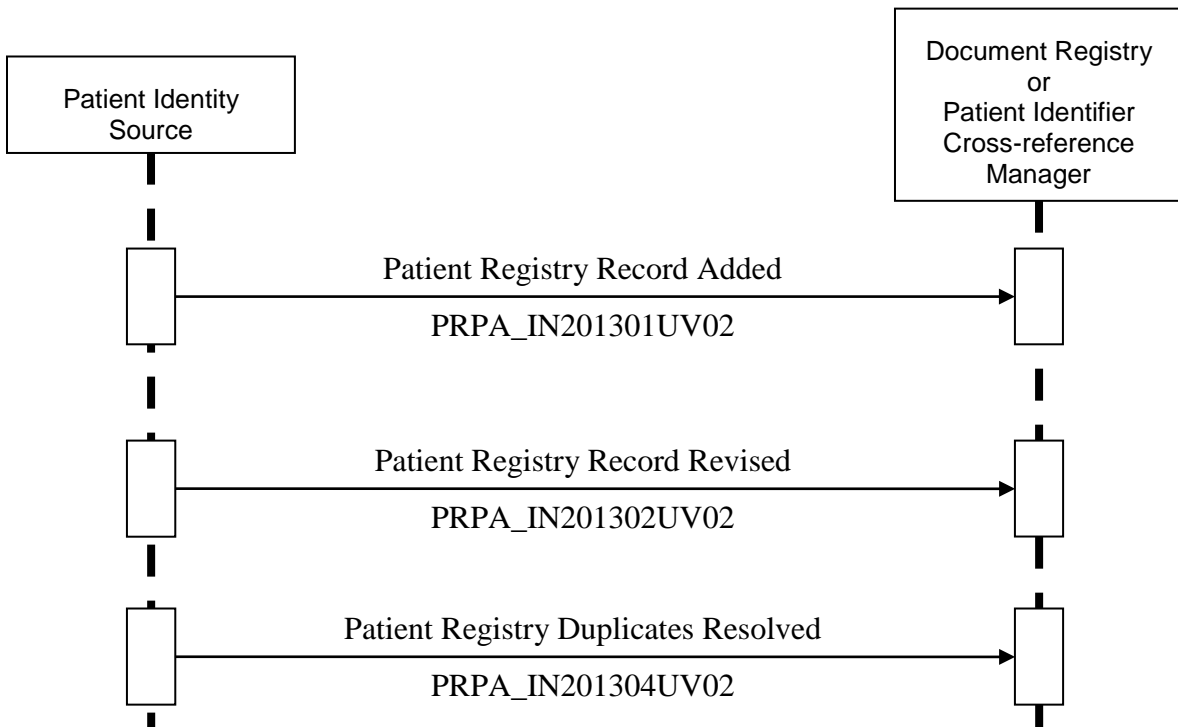 Patient Identity
Source
Document Registry
or
Patient Identifier
Cross-reference
Manager
Patient Registry Record Added
PRPA_IN201301UV02
Patient Registry Record Revised
PRPA_IN201302UV02
Patient Registry Duplicates Resolved
PRPA_IN201304UV02